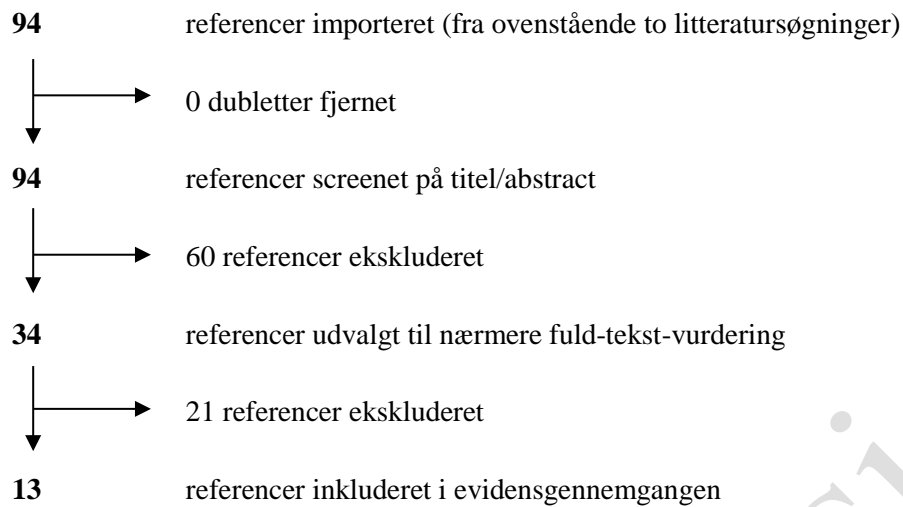 94 referencer importeret (fra ovenstående to litteratursøgninger)
0 dubletter fjernet
94 referencer screenet på titel/abstract
60 referencer ekskluderet
34 referencer udvalgt til nærmere fuld-tekst-vurdering
21 referencer ekskluderet
13 referencer inkluderet i evidensgennemgangen